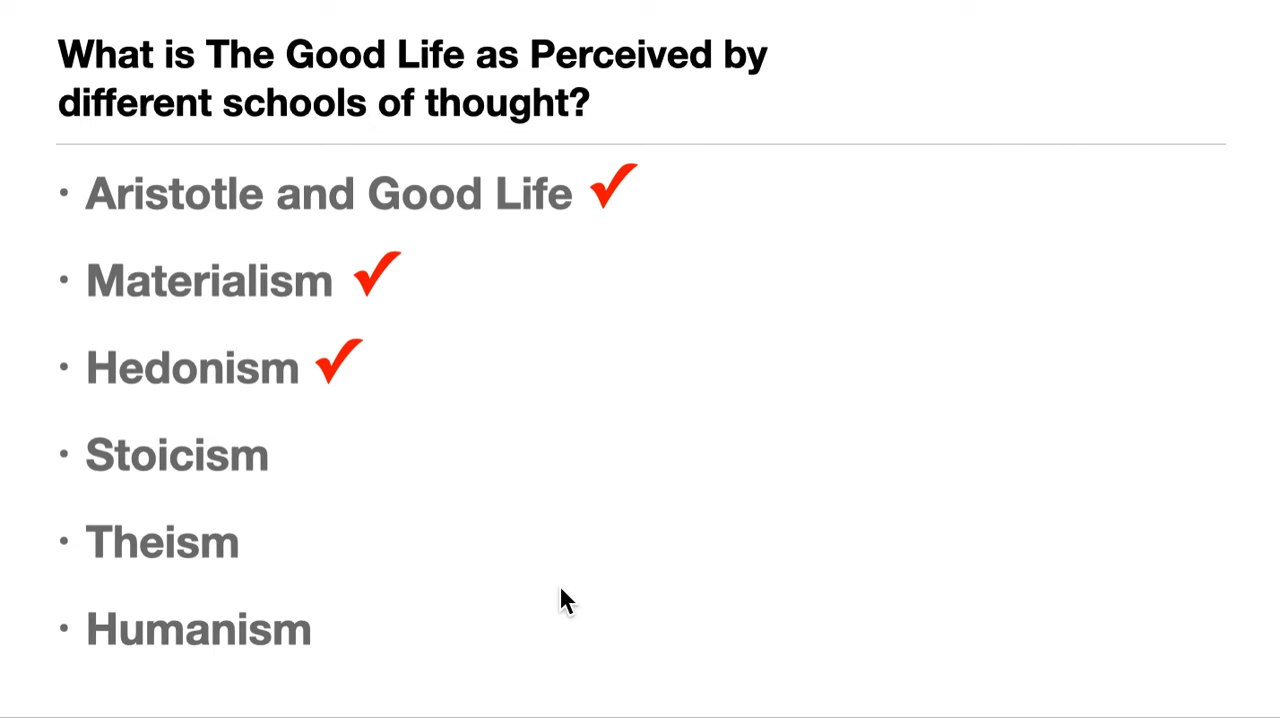 What is The Good Life as Perceived by
different schools of thought?
• Aristotle and Good Life ✓
• Materialism ✓
• Hedonism ✓
• Stoicism
• Theism
• Humanism